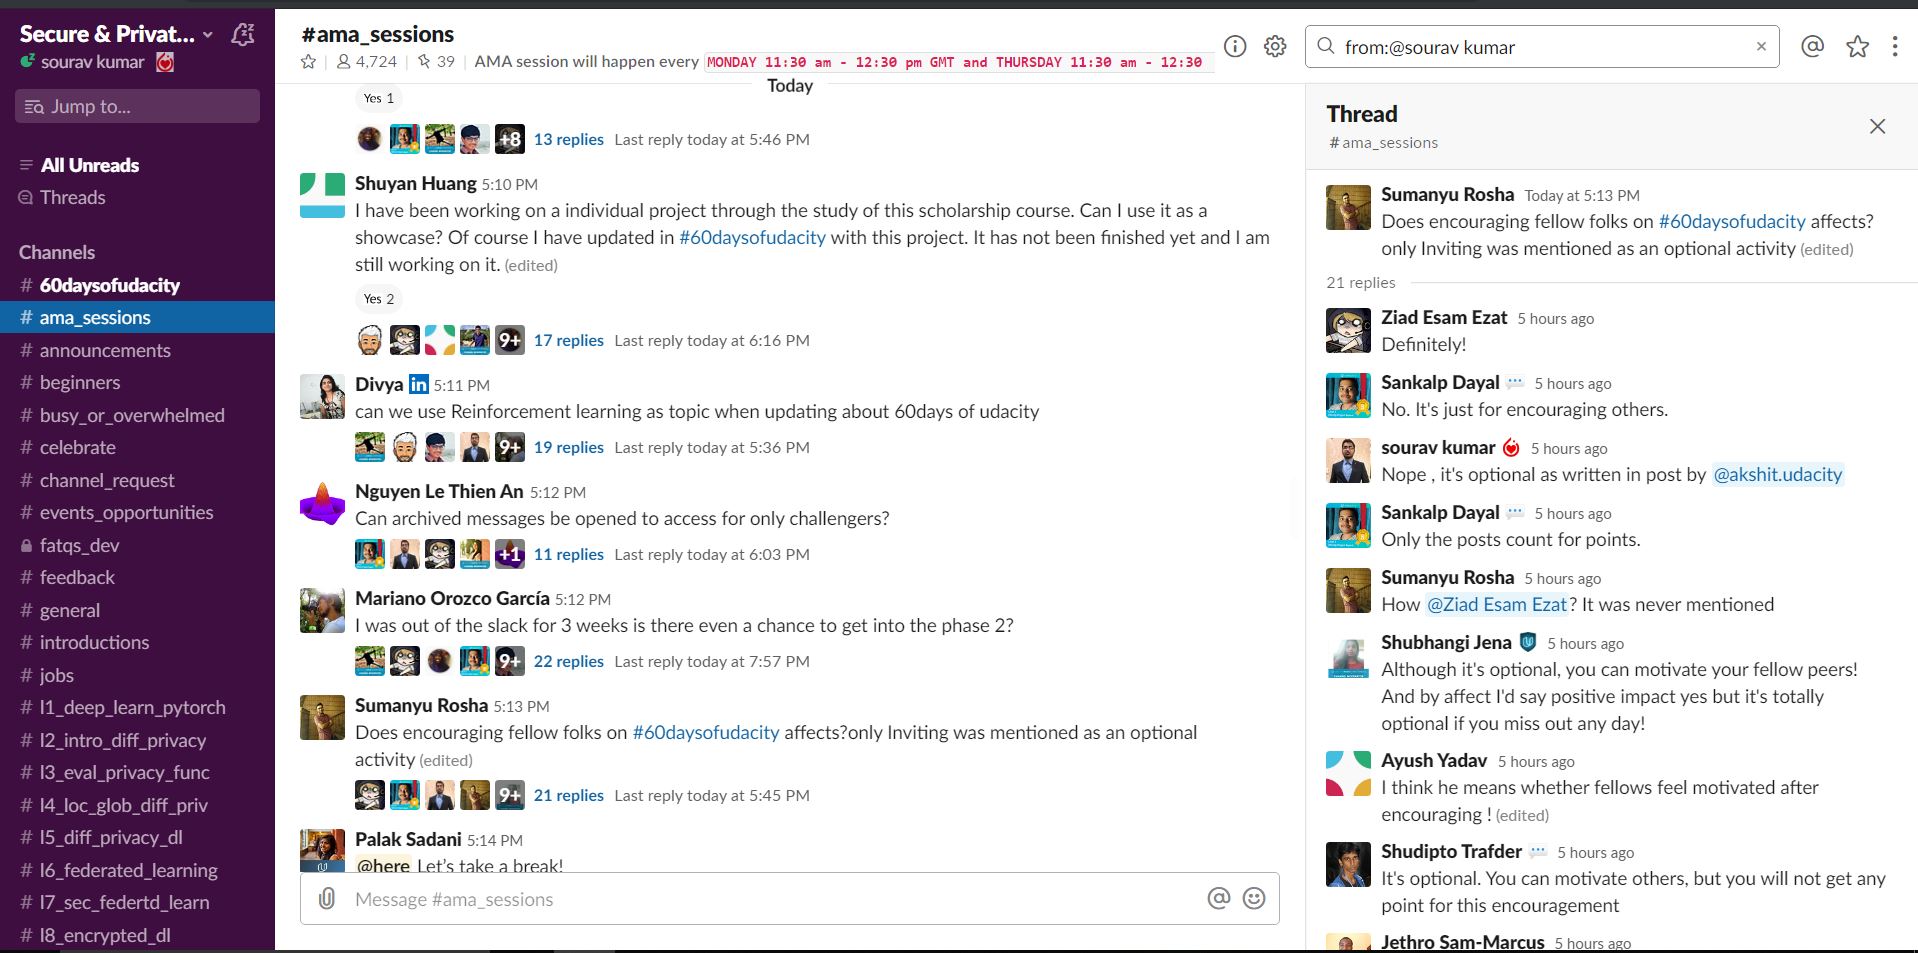 Secure & Privat...
sourav kumar
Jump to...
All Unreads
Threads
Channels
# 60daysofudacity
# ama_sessions
# announcements
# beginners
# busy_or_overwhelmed
# celebrate
# channel_request
# events_opportunities
fatqs_dev
# feedback
# general
# introductions
# jobs
# l1_deep_learn_pytorch
# l2_intro_diff_privacy
# l3_eval_privacy_func
# l4_loc_glob_diff_priv
# l5_diff_privacy_dl
# l6_federated_learning
# l7_sec_federtd_learn
# l8_encrypted_dl
#ama_sessions
4,724 | 39 | AMA session will happen every MONDAY 11:30 am - 12:30 pm GMT and THURSDAY 11:30 am - 12:30
from:@sourav kumar
Today
Yes 1
+8 13 replies Last reply today at 5:46 PM
Shuyan Huang 5:10 PM
I have been working on a individual project through the study of this scholarship course. Can I use it as a
showcase? Of course I have updated in #60daysofudacity with this project. It has not been finished yet and I am
still working on it. (edited)
Yes 2
9+ 17 replies Last reply today at 6:16 PM
Divya in 5:11 PM
can we use Reinforcement learning as topic when updating about 60days of udacity
9+ 19 replies Last reply today at 5:36 PM
Nguyen Le Thien An 5:12 PM
Can archived messages be opened to access for only challengers?
+1 11 replies Last reply today at 6:03 PM
Mariano Orozco García 5:12 PM
I was out of the slack for 3 weeks is there even a chance to get into the phase 2?
9+ 22 replies Last reply today at 7:57 PM
Sumanyu Rosha 5:13 PM
Does encouraging fellow folks on #60daysofudacity affects?only Inviting was mentioned as an optional
activity (edited)
9+ 21 replies Last reply today at 5:45 PM
Palak Sadani 5:14 PM
@here Let's take a break!
Message #ama_sessions
Thread
# ama_sessions
Sumanyu Rosha Today at 5:13 PM
Does encouraging fellow folks on #60daysofudacity affects?
only Inviting was mentioned as an optional activity (edited)
21 replies
Ziad Esam Ezat 5 hours ago
Definitely!
Sankalp Dayal 5 hours ago
No. It's just for encouraging others.
sourav kumar 5 hours ago
Nope , it's optional as written in post by @akshit.udacity
Sankalp Dayal 5 hours ago
Only the posts count for points.
Sumanyu Rosha 5 hours ago
How @Ziad Esam Ezat? It was never mentioned
Shubhangi Jena 5 hours ago
Although it's optional, you can motivate your fellow peers!
And by affect I'd say positive impact yes but it's totally
optional if you miss out any day!
Ayush Yadav 5 hours ago
I think he means whether fellows feel motivated after
encouraging ! (edited)
Shudipto Trafder 5 hours ago
It's optional. You can motivate others, but you will not get any
point for this encouragement
Jethro Sam-Marcus 5 hours ago